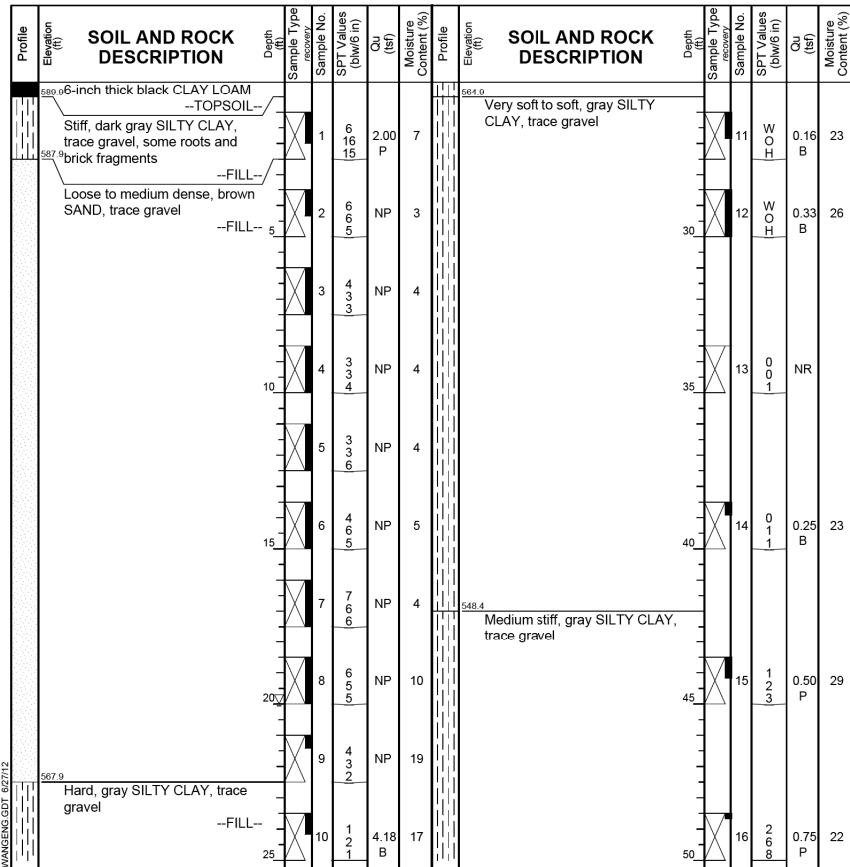 Profile
Elevation (ft)
SOIL AND ROCK DESCRIPTION
Depth (ft)
Sample Type
recovery
Sample No.
SPT Values (blw/6 in)
Qu (tsf)
Moisture Content (%)
Profile
Elevation (ft)
SOIL AND ROCK DESCRIPTION
Depth (ft)
Sample Type
recovery
Sample No.
SPT Values (blw/6 in)
Qu (tsf)
Moisture Content (%)
589.9 6-inch thick black CLAY LOAM
--TOPSOIL--
Stiff, dark gray SILTY CLAY,
trace gravel, some roots and
587.9 brick fragments
--FILL--
1 6 16 15 2.00 P 7
Loose to medium dense, brown
SAND, trace gravel
--FILL-- 5
2 6 6 5 NP 3
3 4 3 3 NP 4
10 4 3 3 4 NP 4
5 3 3 6 NP 4
15 6 4 6 5 NP 5
7 7 6 6 NP 4
20 8 6 5 5 NP 10
9 4 3 2 NP 19
567.9
Hard, gray SILTY CLAY, trace
gravel
--FILL--
25 10 1 2 1 4.18 B 17
564.9
Very soft to soft, gray SILTY
CLAY, trace gravel
11 W O H 0.16 B 23
30 12 W O H 0.33 B 26
35 13 0 0 1 NR
40 14 0 1 1 0.25 B 23
548.4
Medium stiff, gray SILTY CLAY,
trace gravel
45 15 1 2 3 0.50 P 29
50 16 2 6 8 0.75 P 22
WANGENG.GDT 6/27/12